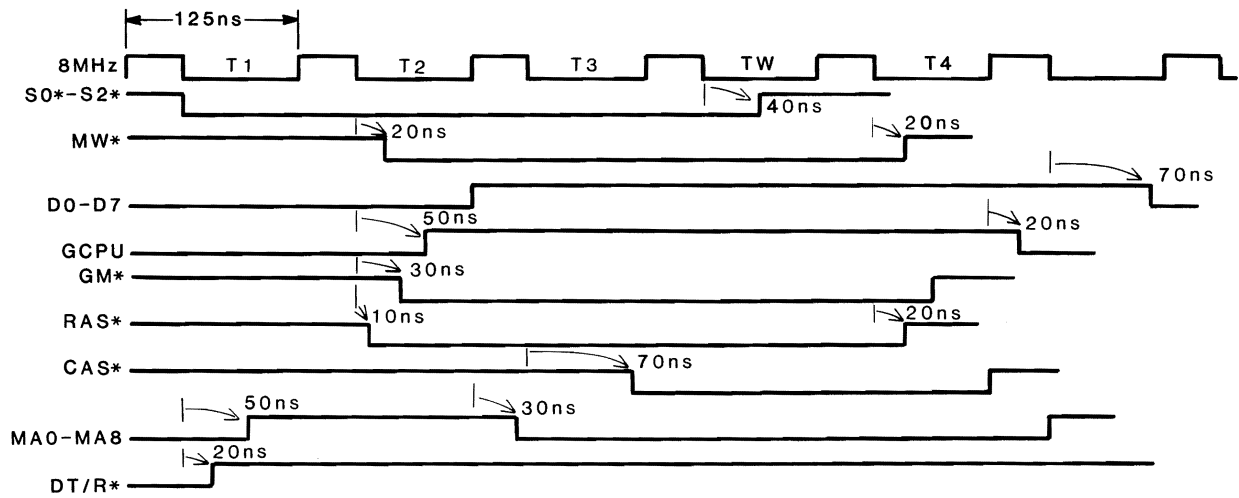 125ns
8MHz T1 T2 T3 TW T4
S0*-S2* 40ns
MW* 20ns 20ns
D0-D7 70ns
GCPU 50ns 20ns
GM* 30ns
RAS* 10ns 20ns
CAS* 70ns
MA0-MA8 50ns 30ns
DT/R* 20ns